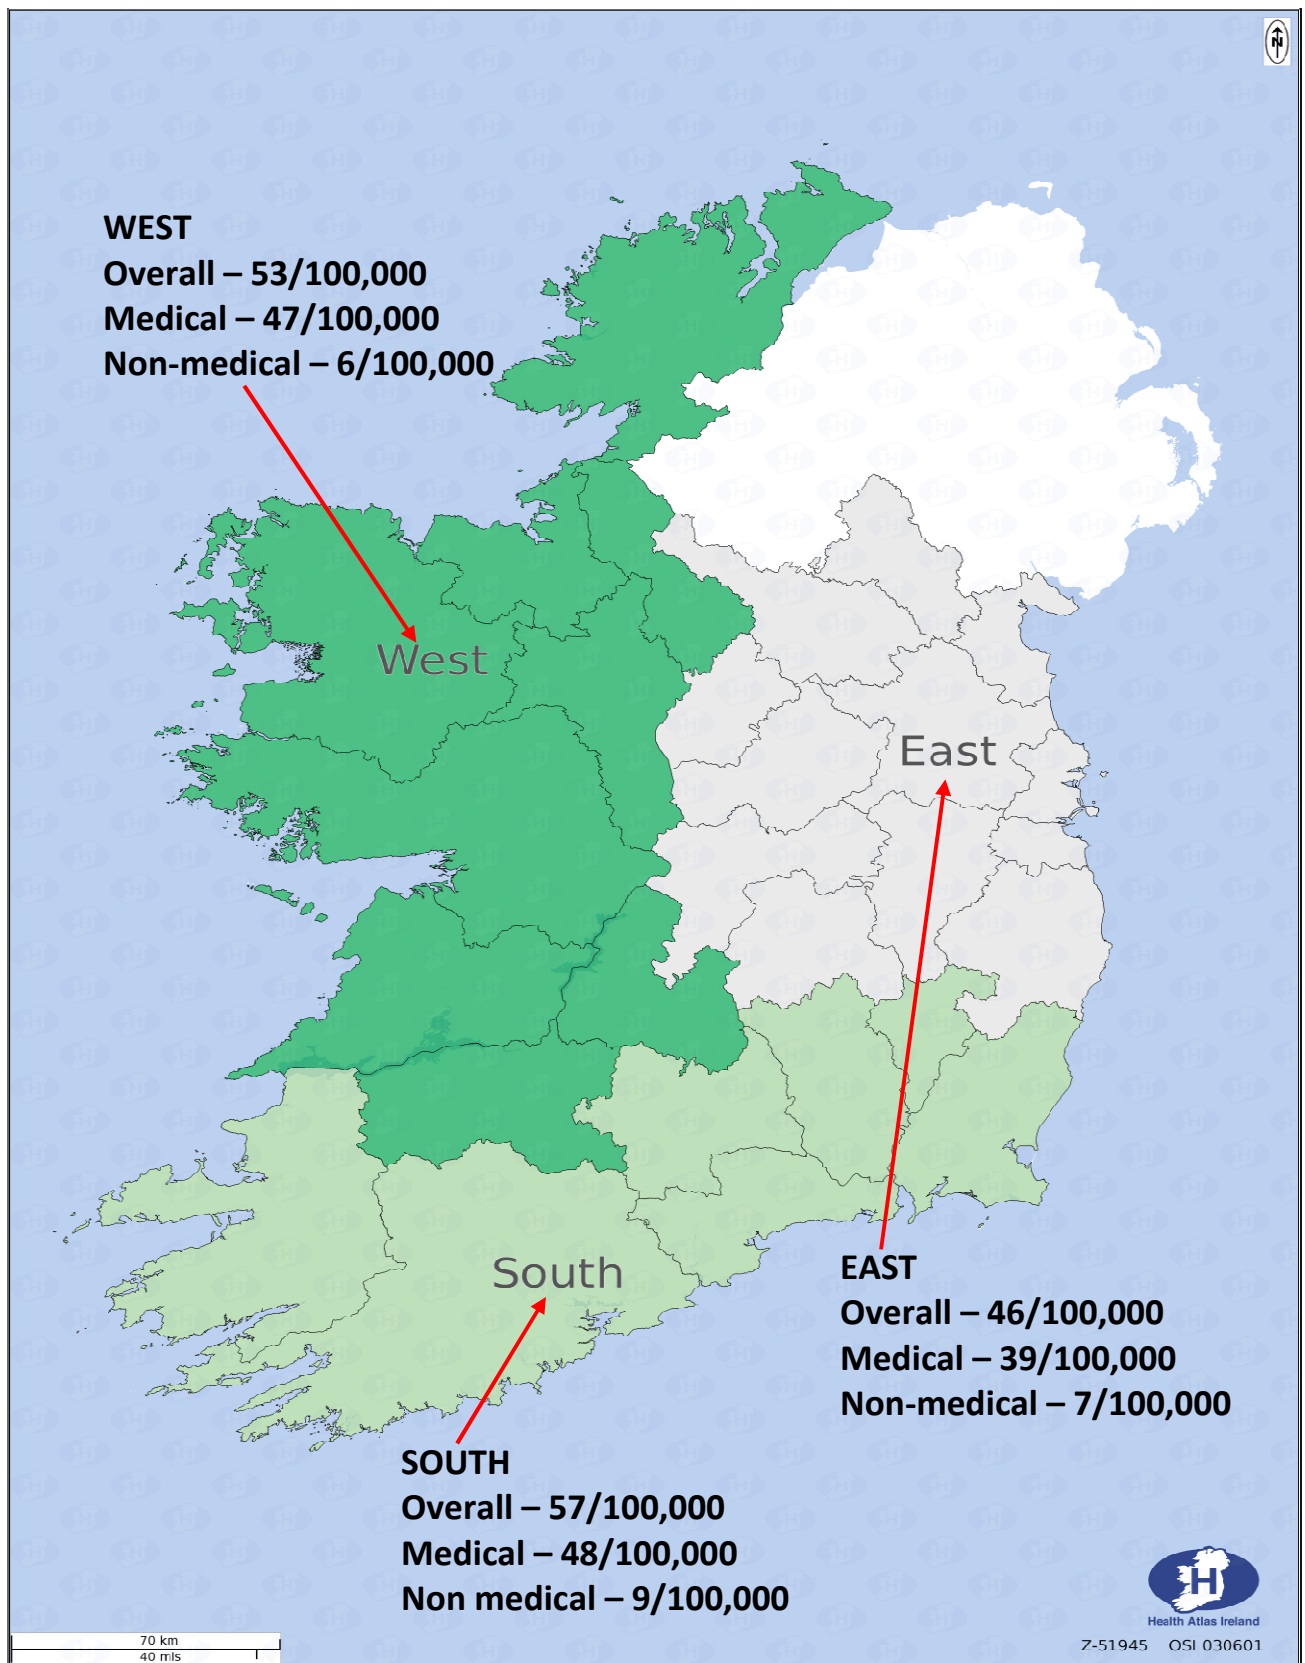 N
WEST
Overall – 53/100,000
Medical – 47/100,000
Non-medical – 6/100,000
West
East
South
EAST
Overall – 46/100,000
Medical – 39/100,000
Non-medical – 7/100,000
SOUTH
Overall – 57/100,000
Medical – 48/100,000
Non medical – 9/100,000
H
Health Atlas Ireland
70 km
40 mls
Z-51945 OSI 030601